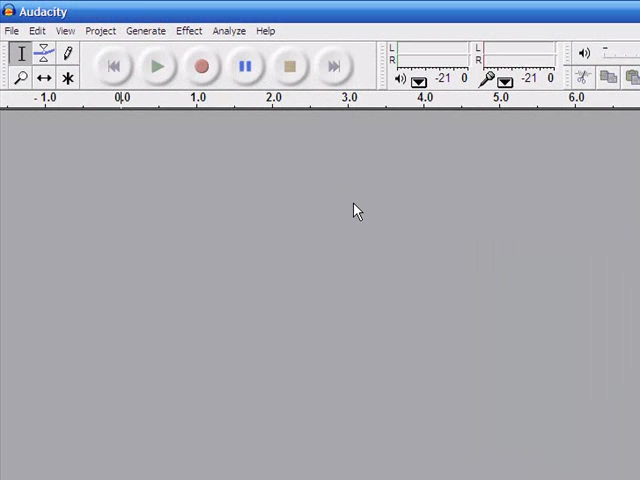 Audacity
File Edit View Project Generate Effect Analyze Help
L
R
-21 0
L
R
-21 0
-1.0 0.0 1.0 2.0 3.0 4.0 5.0 6.0